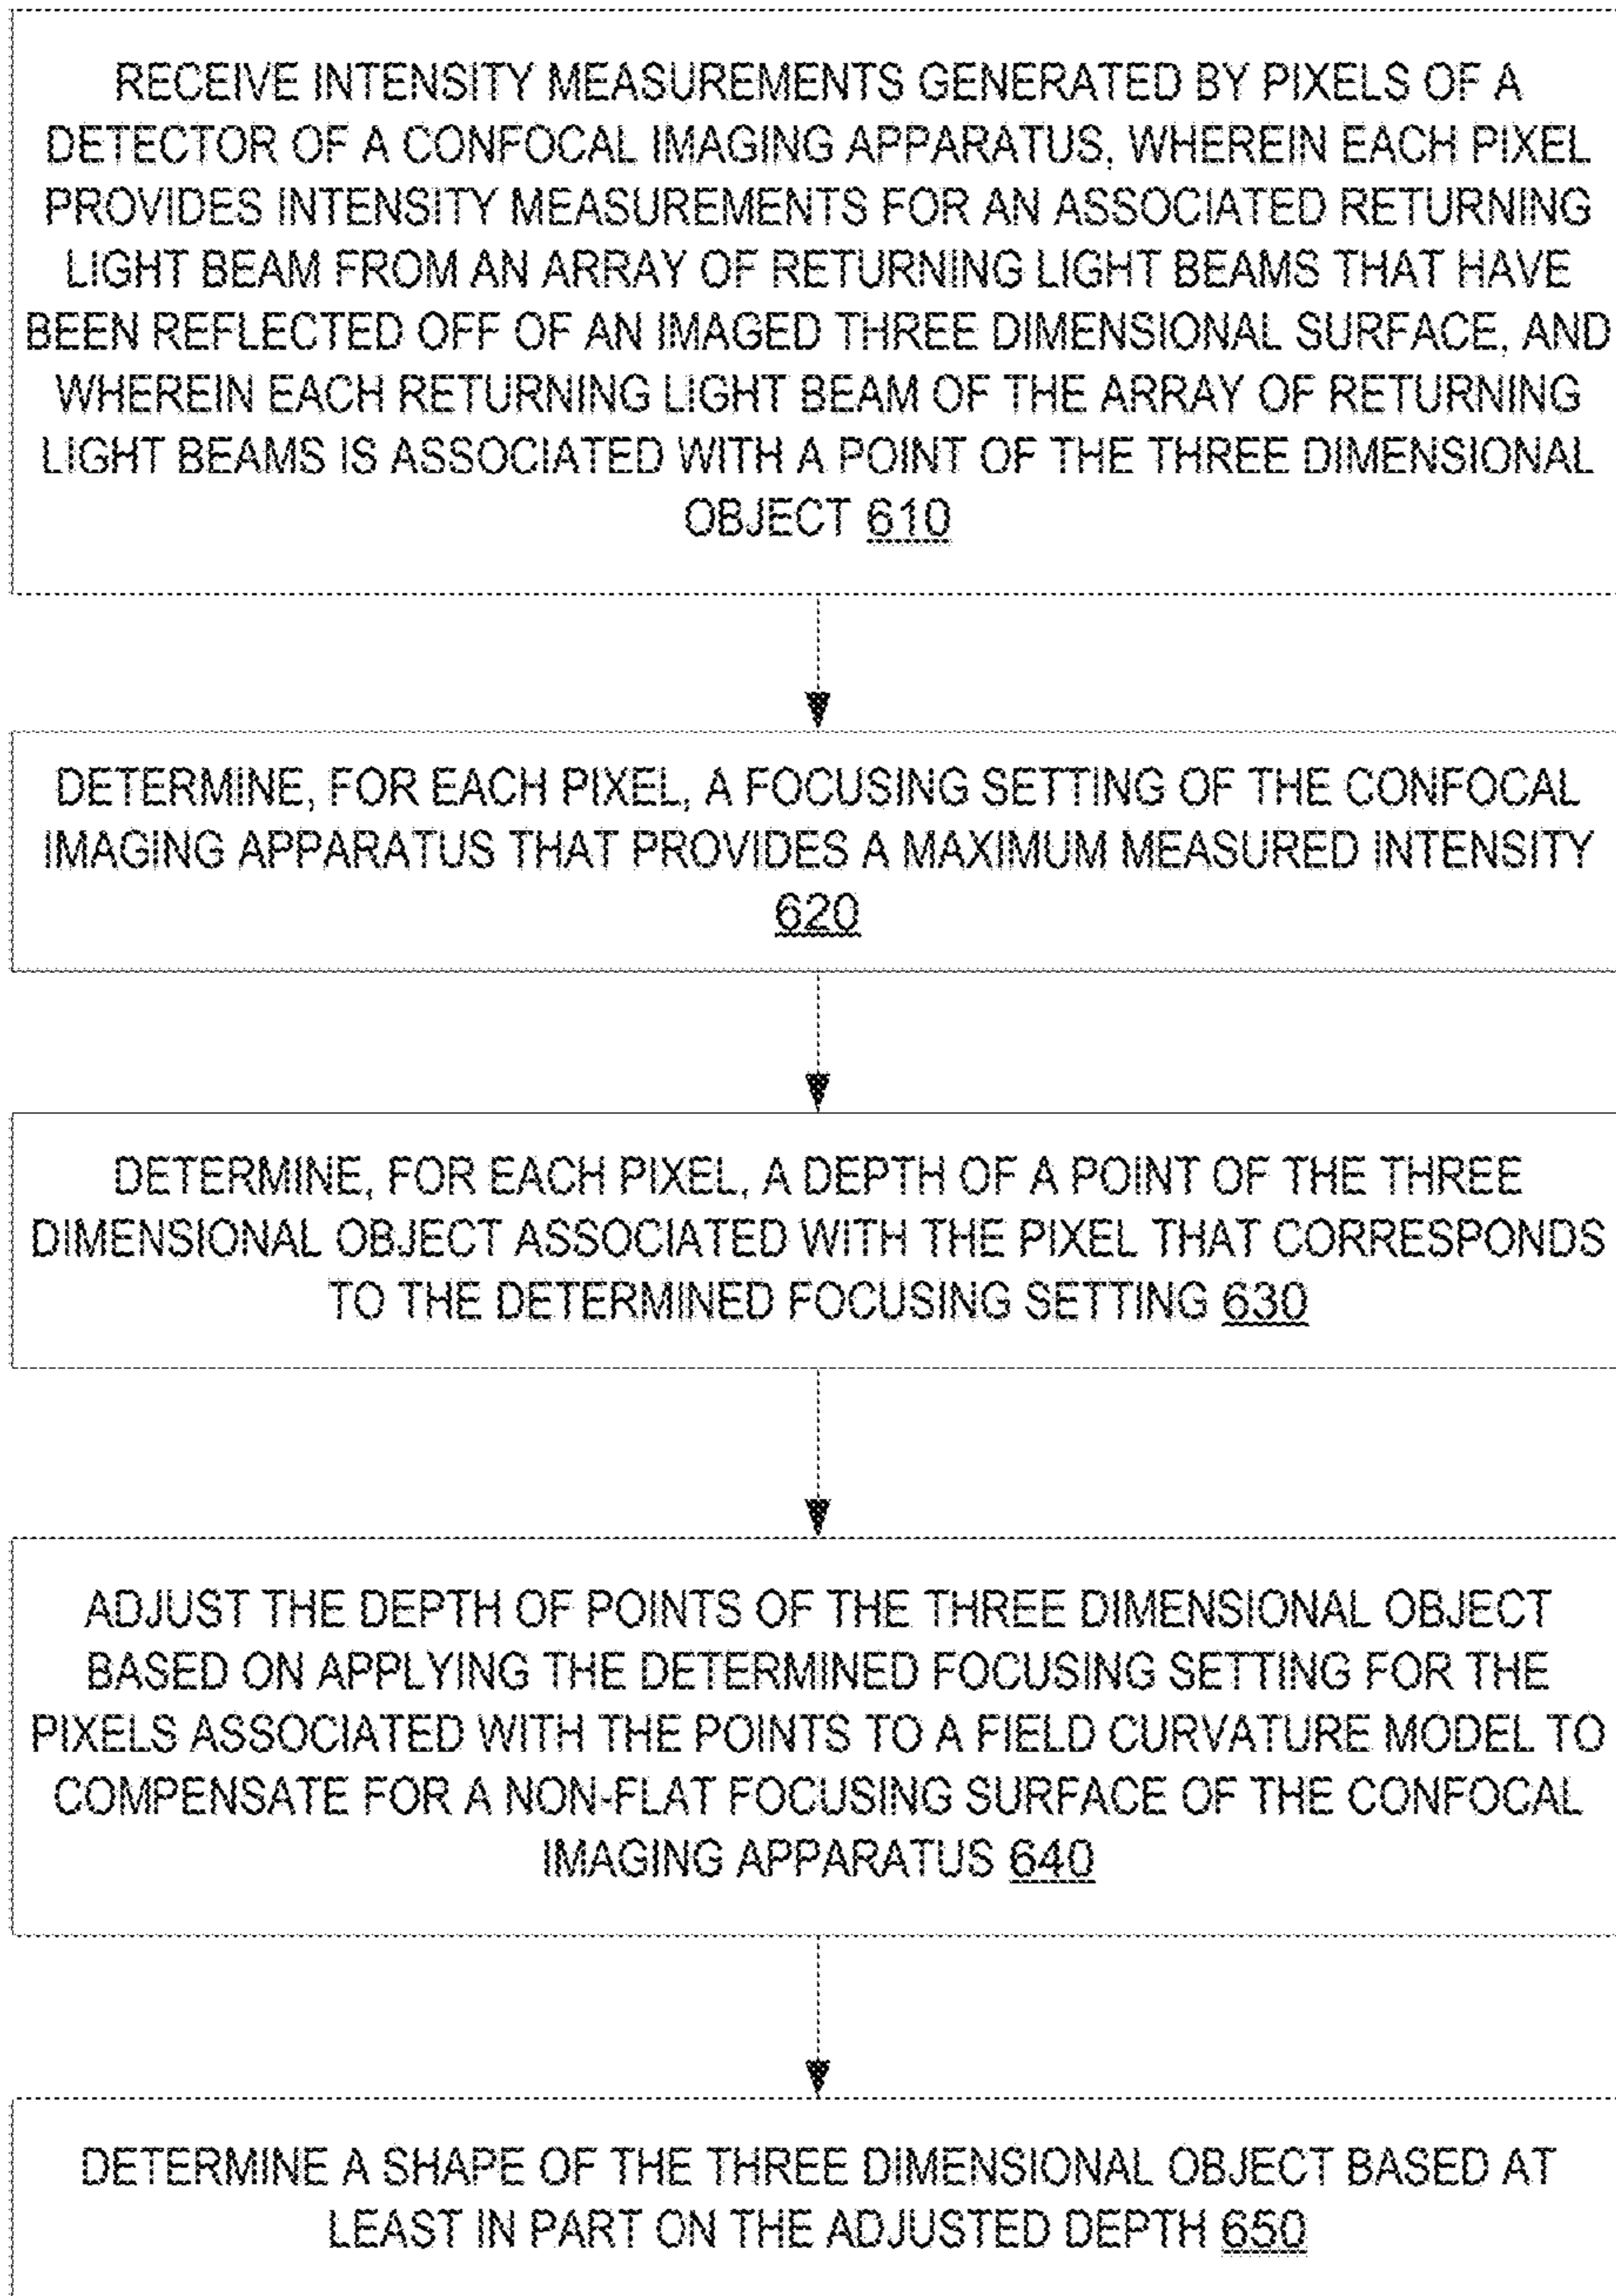 RECEIVE INTENSITY MEASUREMENTS GENERATED BY PIXELS OF A
DETECTOR OF A CONFOCAL IMAGING APPARATUS, WHEREIN EACH PIXEL
PROVIDES INTENSITY MEASUREMENTS FOR AN ASSOCIATED RETURNING
LIGHT BEAM FROM AN ARRAY OF RETURNING LIGHT BEAMS THAT HAVE
BEEN REFLECTED OFF OF AN IMAGED THREE DIMENSIONAL SURFACE, AND
WHEREIN EACH RETURNING LIGHT BEAM OF THE ARRAY OF RETURNING
LIGHT BEAMS IS ASSOCIATED WITH A POINT OF THE THREE DIMENSIONAL
OBJECT 610
DETERMINE, FOR EACH PIXEL, A FOCUSING SETTING OF THE CONFOCAL
IMAGING APPARATUS THAT PROVIDES A MAXIMUM MEASURED INTENSITY
620
DETERMINE, FOR EACH PIXEL, A DEPTH OF A POINT OF THE THREE
DIMENSIONAL OBJECT ASSOCIATED WITH THE PIXEL THAT CORRESPONDS
TO THE DETERMINED FOCUSING SETTING 630
ADJUST THE DEPTH OF POINTS OF THE THREE DIMENSIONAL OBJECT
BASED ON APPLYING THE DETERMINED FOCUSING SETTING FOR THE
PIXELS ASSOCIATED WITH THE POINTS TO A FIELD CURVATURE MODEL TO
COMPENSATE FOR A NON-FLAT FOCUSING SURFACE OF THE CONFOCAL
IMAGING APPARATUS 640
DETERMINE A SHAPE OF THE THREE DIMENSIONAL OBJECT BASED AT
LEAST IN PART ON THE ADJUSTED DEPTH 650